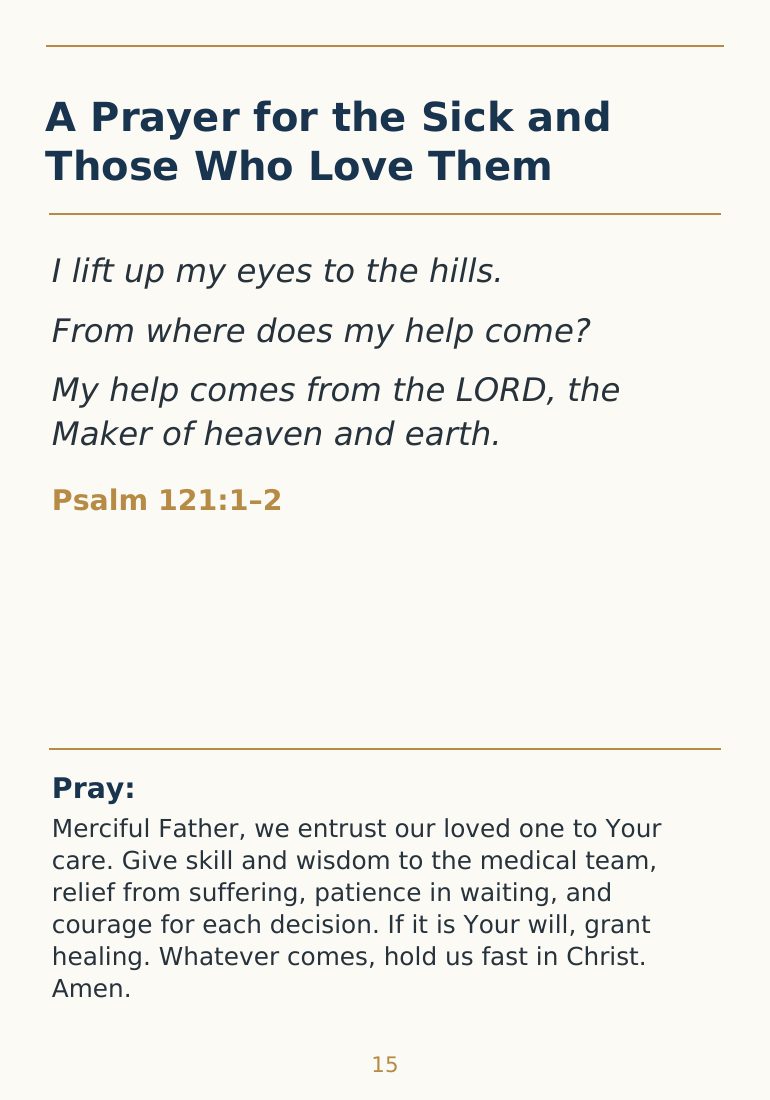 A Prayer for the Sick and
Those Who Love Them
I lift up my eyes to the hills.
From where does my help come?
My help comes from the LORD, the
Maker of heaven and earth.
Psalm 121:1–2
Pray:
Merciful Father, we entrust our loved one to Your
care. Give skill and wisdom to the medical team,
relief from suffering, patience in waiting, and
courage for each decision. If it is Your will, grant
healing. Whatever comes, hold us fast in Christ.
Amen.
15